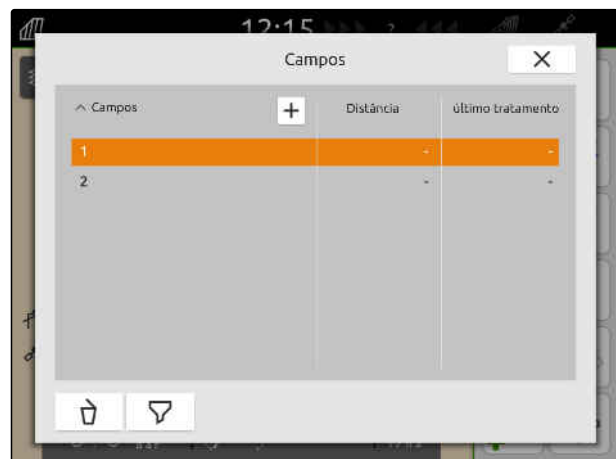 12:15
Campos
^ Campos + Distância último tratamento
1 - -
2 - -